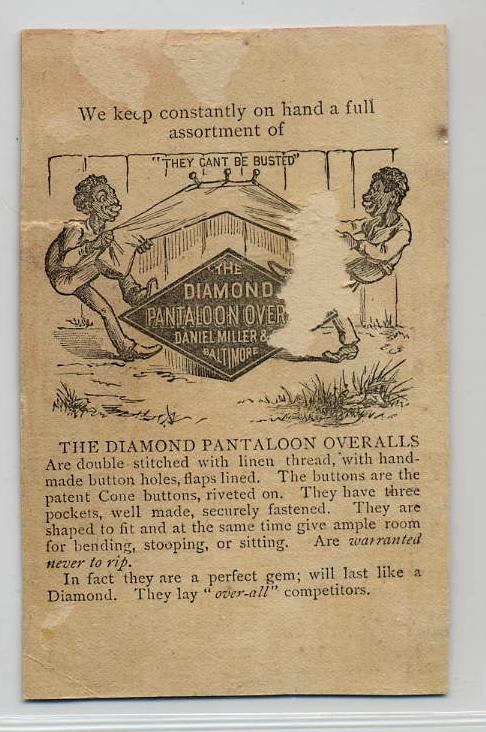 We keep constantly on hand a full
assortment of
"THEY CANT BE BUSTED"
"THE
DIAMOND
PANTALOON OVER
DANIEL MILLER &
BALTIMORE
THE DIAMOND PANTALOON OVERALLS
Are double stitched with linen thread, with hand-
made button holes, flaps lined. The buttons are the
patent Cone buttons, riveted on. They have three
pockets, well made, securely fastened. They are
shaped to fit and at the same time give ample room
for bending, stooping, or sitting. Are warranted
never to rip.
In fact they are a perfect gem; will last like a
Diamond. They lay "over-all" competitors.